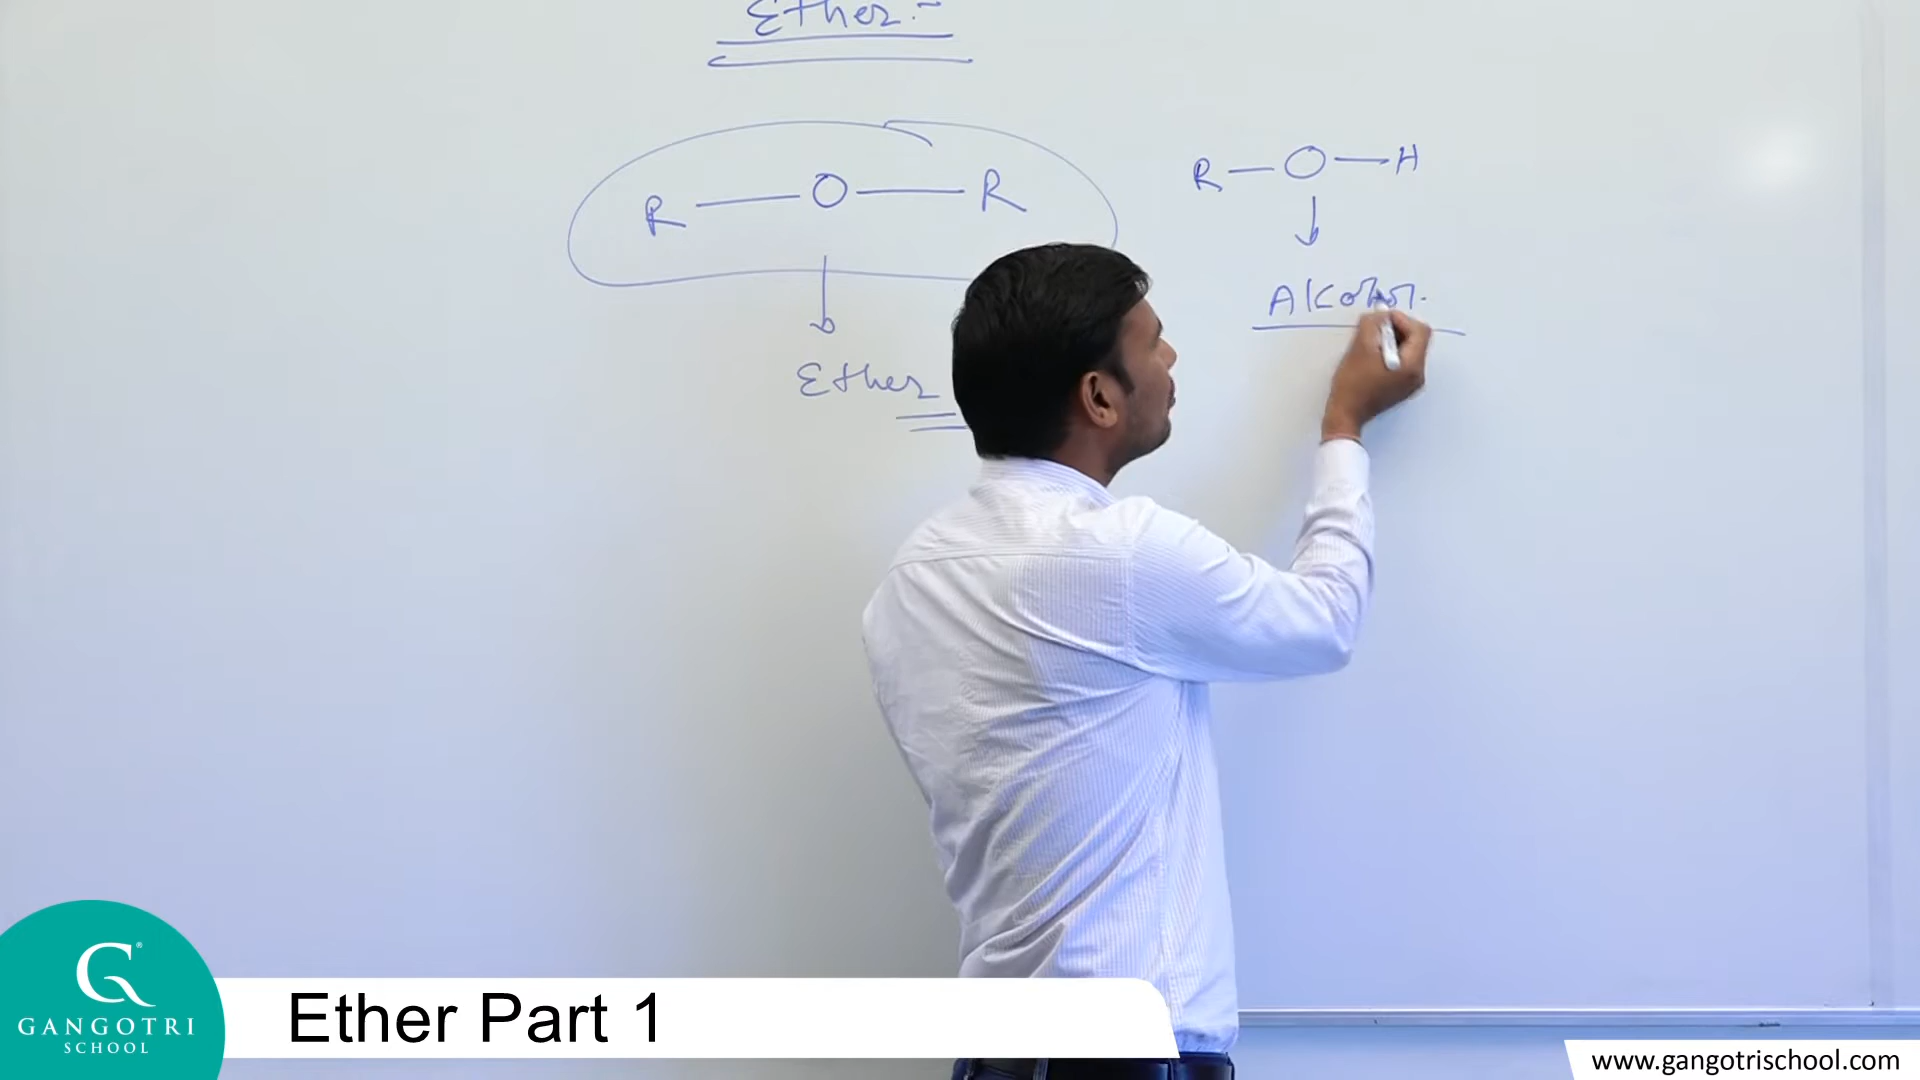 Ether :-
R — O — R
R — O — H
Alcohol.
Ether
GANGOTRI
SCHOOL
Ether Part 1
www.gangotrischool.com